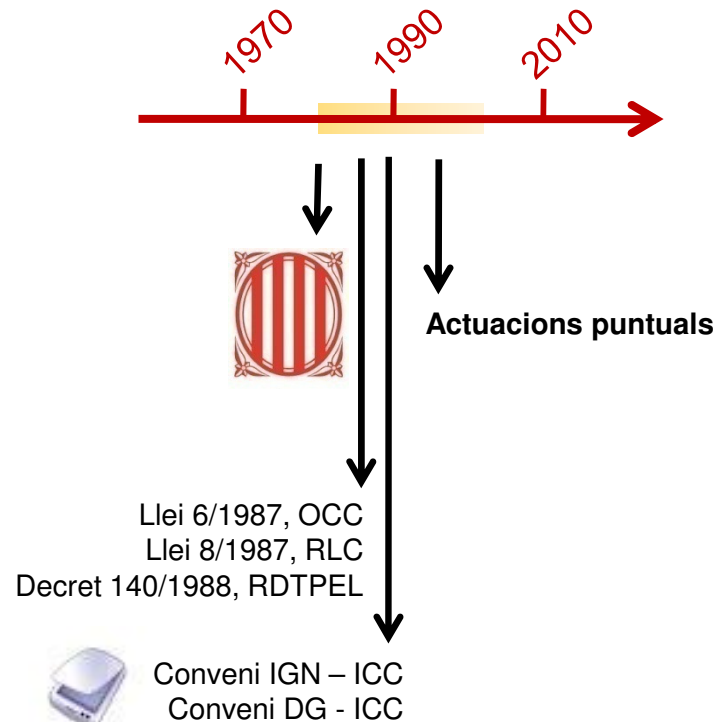 1970
1990
2010
Actuacions puntuals
Llei 6/1987, OCC
Llei 8/1987, RLC
Decret 140/1988, RDTPEL
Conveni IGN – ICC
Conveni DG - ICC